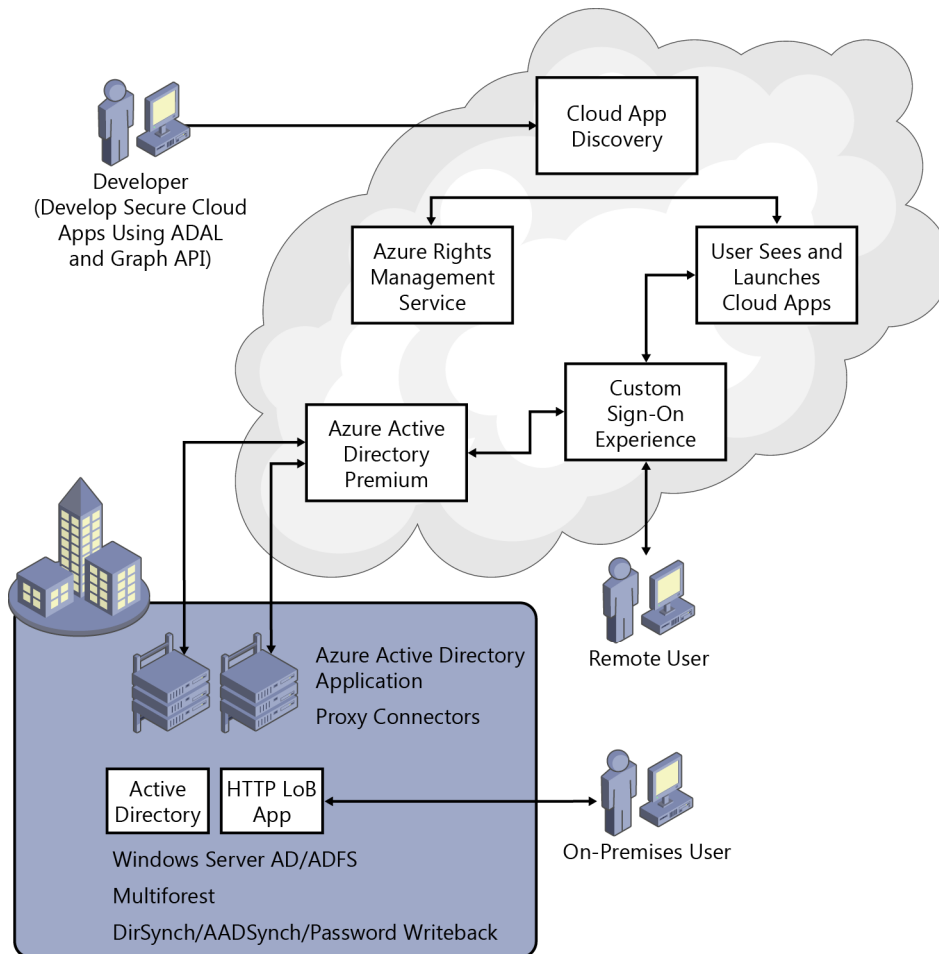 Cloud App
Discovery
Developer
(Develop Secure Cloud
Apps Using ADAL
and Graph API)
Azure Rights
Management
Service
User Sees and
Launches
Cloud Apps
Custom
Sign-On
Experience
Azure Active
Directory
Premium
Remote User
Azure Active Directory
Application
Proxy Connectors
Active
Directory
HTTP LoB
App
On-Premises User
Windows Server AD/ADFS
Multiforest
DirSynch/AADSynch/Password Writeback